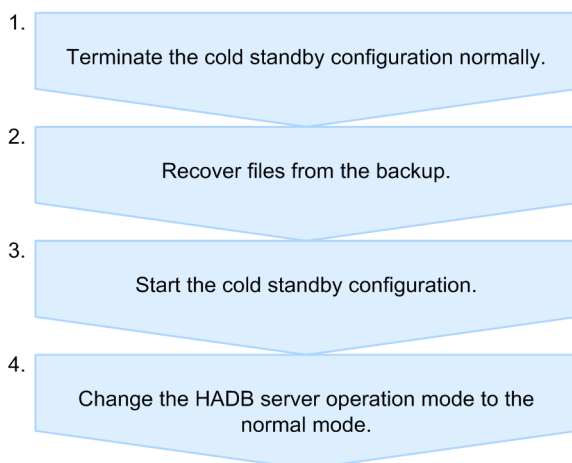 1.
Terminate the cold standby configuration normally.
2.
Recover files from the backup.
3.
Start the cold standby configuration.
4.
Change the HADB server operation mode to the
normal mode.